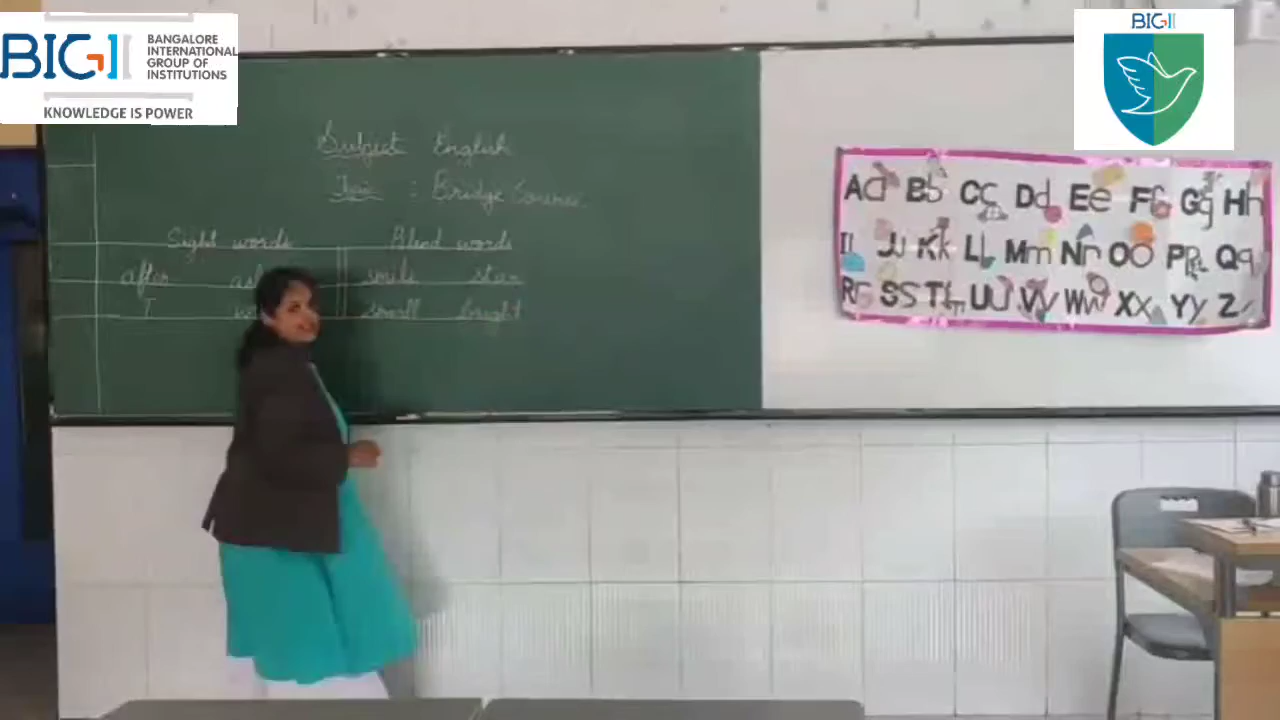 BIGI
BANGALORE
INTERNATIONAL
GROUP OF
INSTITUTIONS
KNOWLEDGE IS POWER
BIGI
Subject English
: Bridge Course
Sight words Blend words
after smile star
I small bright
Aa Bb Cc Dd Ee Ff Gg Hh
Ii Jj Kk Ll Mm Nn Oo Pp Qq
Rr Ss Tt Uu Vv Ww Xx Yy Zz